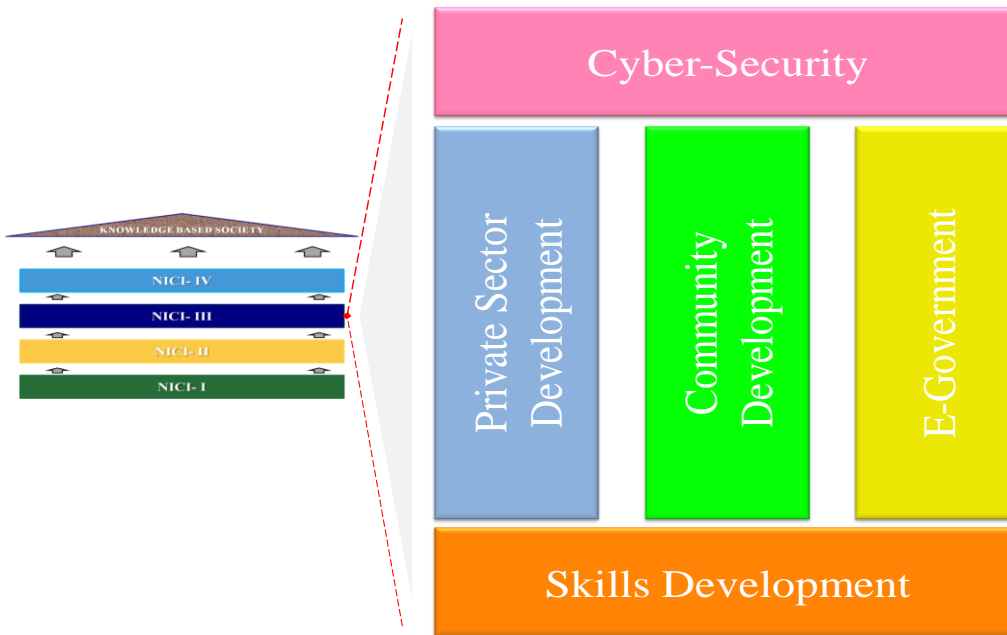 KNOWLEDGE BASED SOCIETY
NICI- IV
NICI- III
NICI- II
NICI- I
Cyber-Security
Private Sector
Development
Community
Development
E-Government
Skills Development